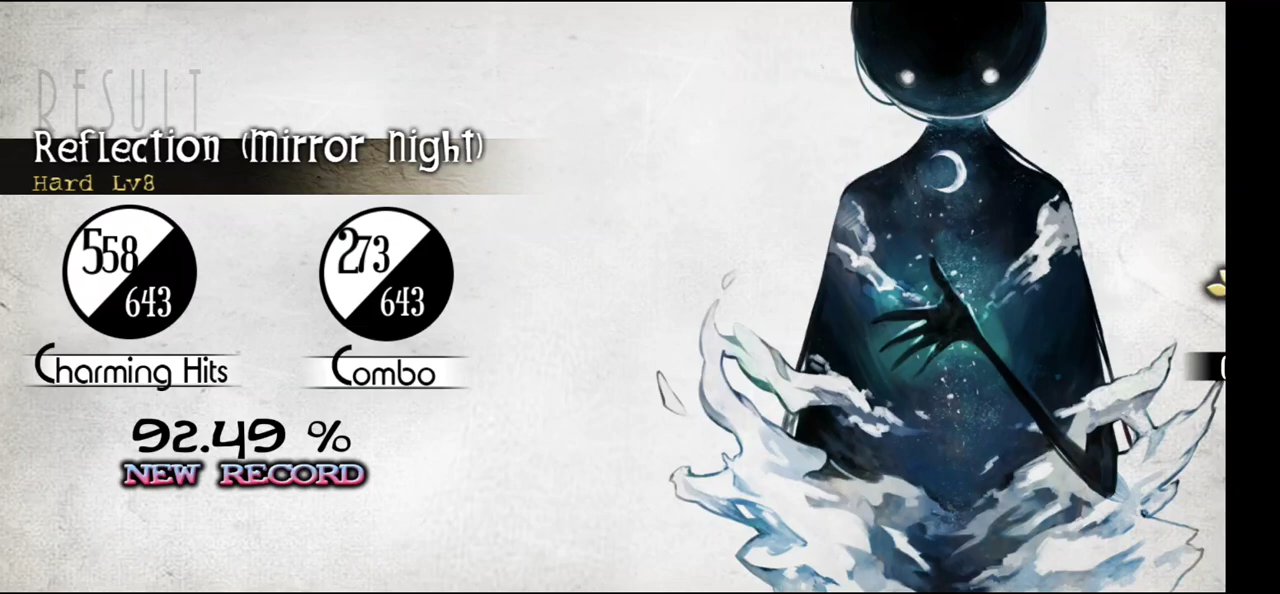 RESULT
Reflection (Mirror Night)
Hard Lv8
558
643
273
643
Charming Hits
Combo
92.49 %
NEW RECORD